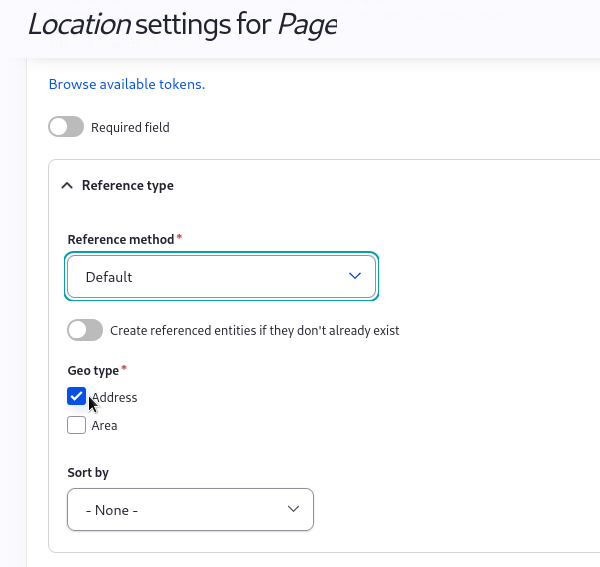 Location settings for Page
Browse available tokens.
Required field
Reference type
Reference method*
Default
Create referenced entities if they don't already exist
Geo type*
Address
Area
Sort by
- None -